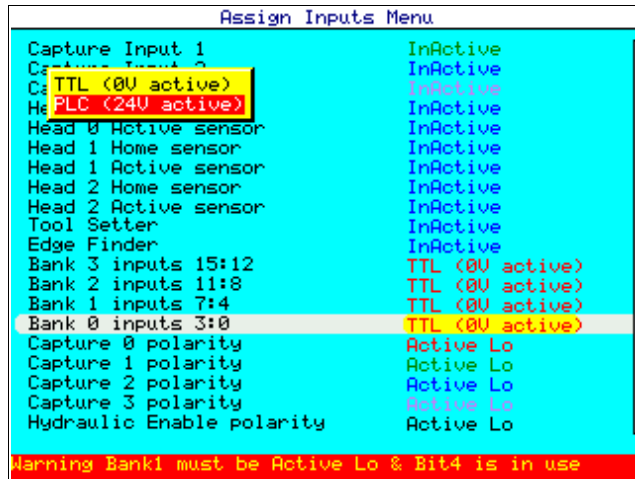 Assign Inputs Menu
Capture Input 1 InActive
InActive
TTL (0V active) InActive
PLC (24V active) InActive
Head 0 Active sensor InActive
Head 1 Home sensor InActive
Head 1 Active sensor InActive
Head 2 Home sensor InActive
Head 2 Active sensor InActive
Tool Setter InActive
Edge Finder InActive
Bank 3 inputs 15:12 TTL (0V active)
Bank 2 inputs 11:8 TTL (0V active)
Bank 1 inputs 7:4 TTL (0V active)
Bank 0 inputs 3:0 TTL (0V active)
Capture 0 polarity Active Lo
Capture 1 polarity Active Lo
Capture 2 polarity Active Lo
Capture 3 polarity Active Lo
Hydraulic Enable polarity Active Lo
Warning Bank1 must be Active Lo & Bit4 is in use